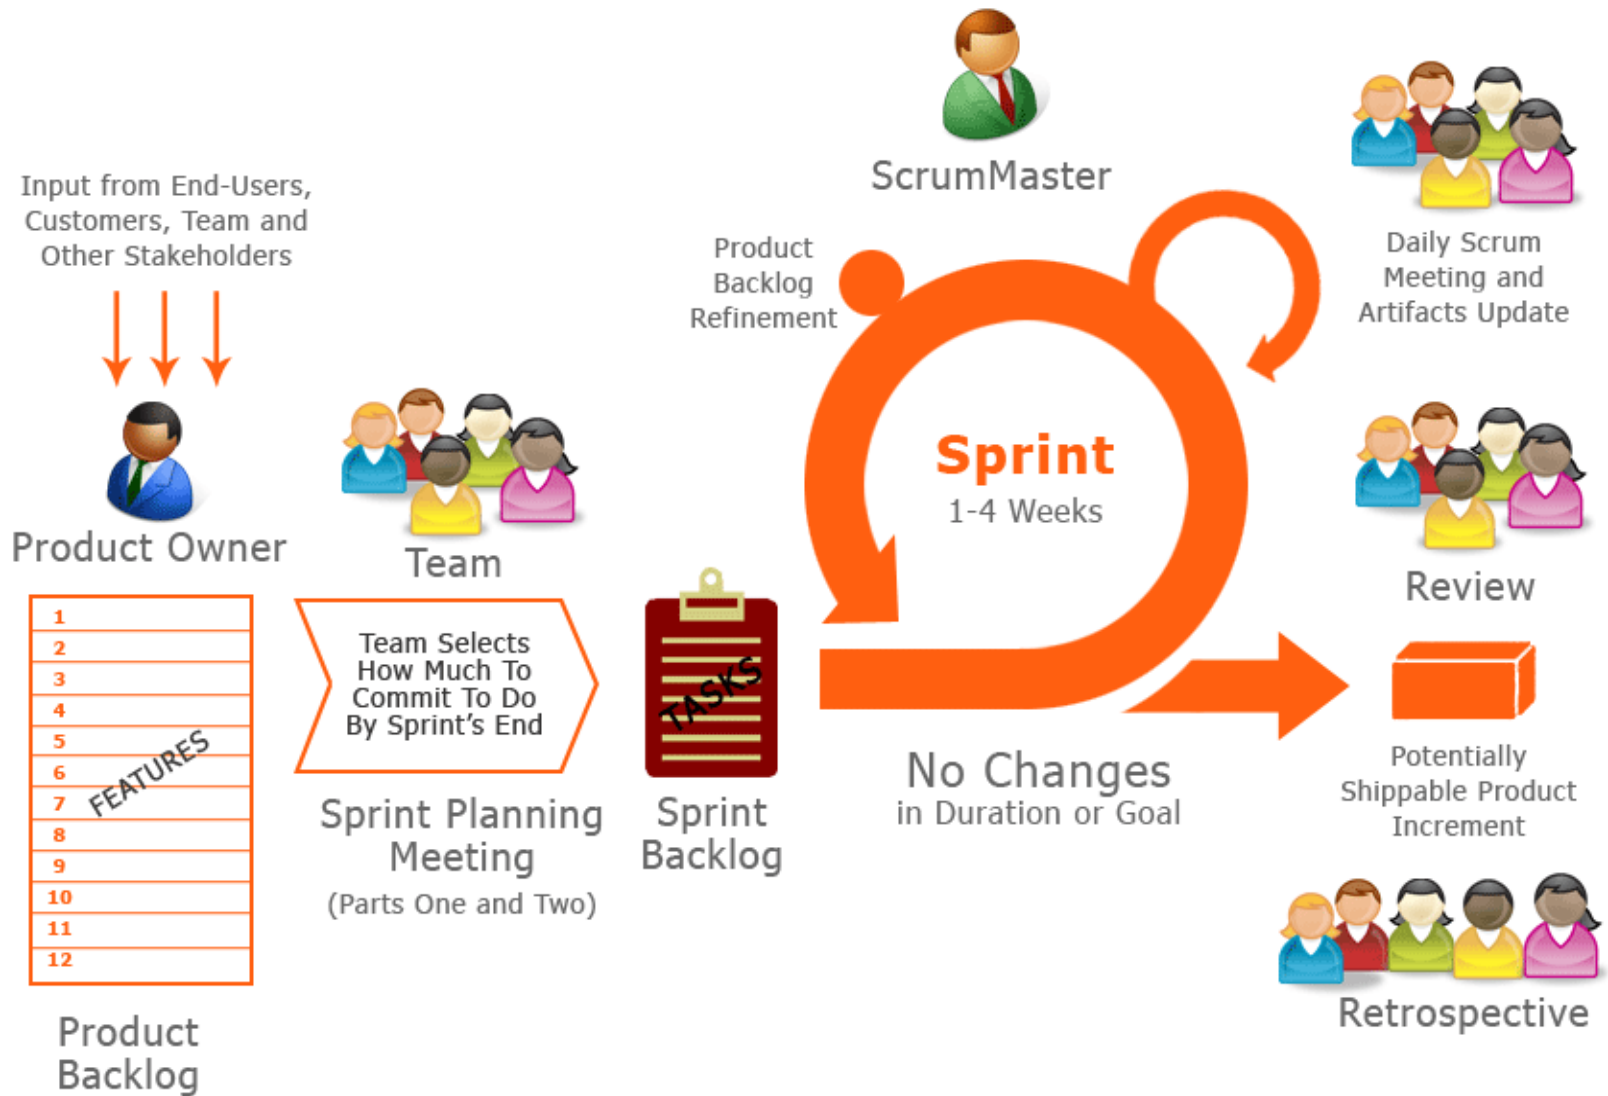 Input from End-Users,
Customers, Team and
Other Stakeholders
Product Owner
1
2
3
4
5
6
7
8
9
10
11
12
FEATURES
Product
Backlog
Team
Team Selects
How Much To
Commit To Do
By Sprint's End
Sprint Planning
Meeting
(Parts One and Two)
TASKS
Sprint
Backlog
ScrumMaster
Product
Backlog
Refinement
Sprint
1-4 Weeks
No Changes
in Duration or Goal
Daily Scrum
Meeting and
Artifacts Update
Review
Potentially
Shippable Product
Increment
Retrospective